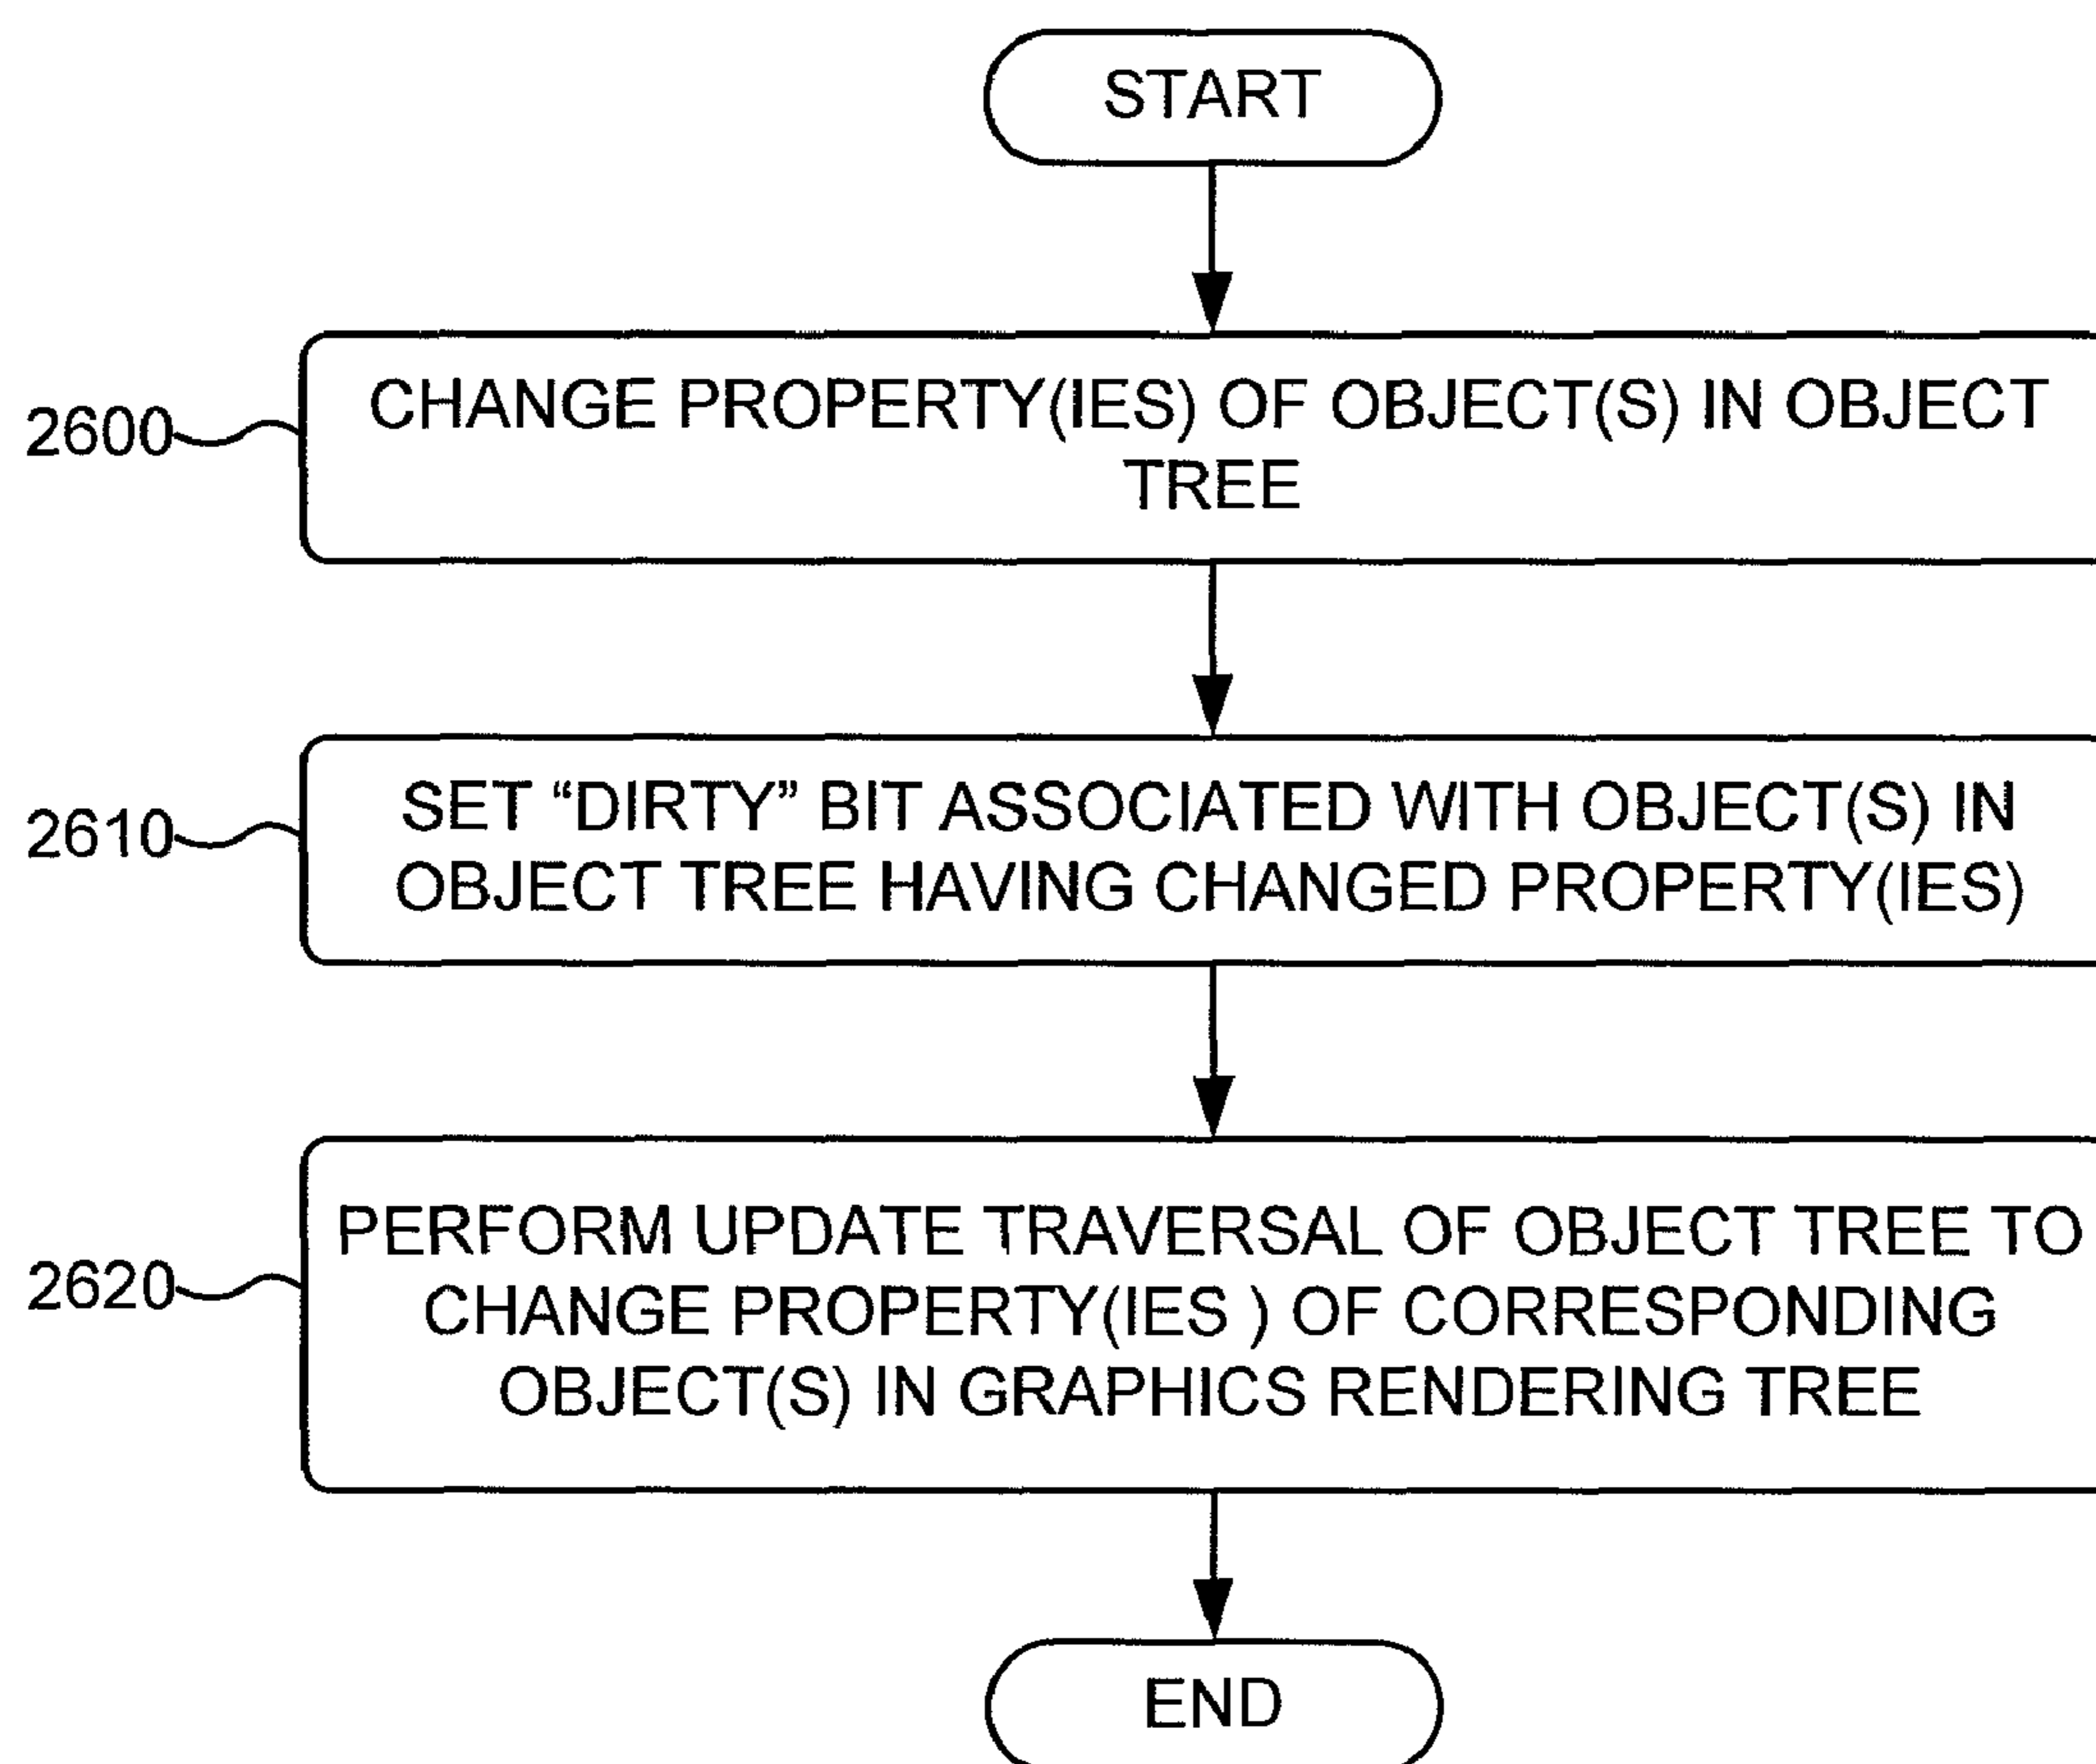 START
2600
CHANGE PROPERTY(IES) OF OBJECT(S) IN OBJECT
TREE
2610
SET “DIRTY” BIT ASSOCIATED WITH OBJECT(S) IN
OBJECT TREE HAVING CHANGED PROPERTY(IES)
2620
PERFORM UPDATE TRAVERSAL OF OBJECT TREE TO
CHANGE PROPERTY(IES ) OF CORRESPONDING
OBJECT(S) IN GRAPHICS RENDERING TREE
END